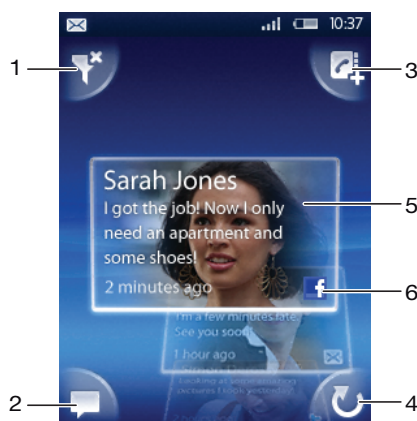 10:37
1
3
Sarah Jones
I got the job! Now I only
need an apartment and
some shoes!
5
2 minutes ago
f
6
I'm a few minutes late.
See you soon!
1 hour ago
2
4